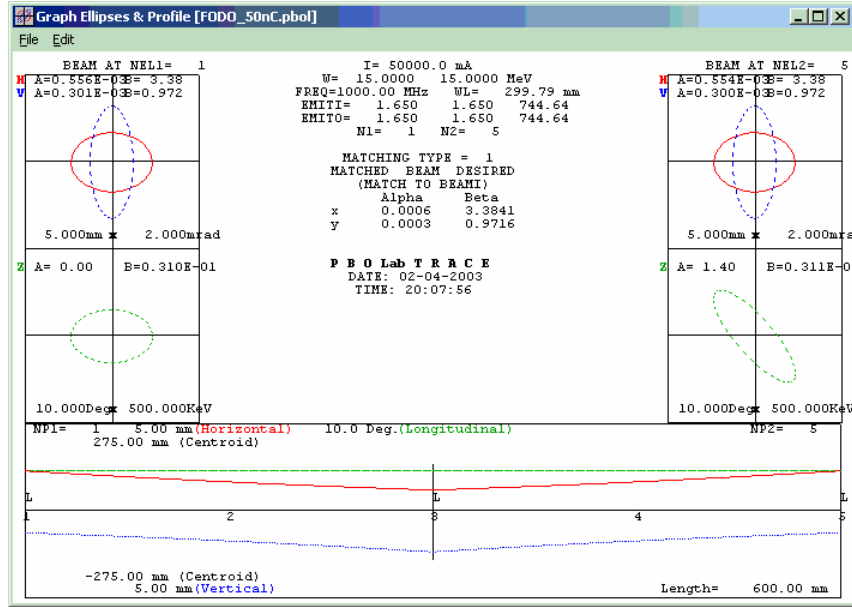 Graph Ellipses & Profile [FODO_50nC.pbol]
File Edit
BEAM AT NEL1= 1
H A=0.556E-03B= 3.38
V A=0.301E-03B=0.972
I= 50000.0 mA
W= 15.0000 15.0000 MeV
FREQ=1000.00 MHz WL= 299.79 mm
EMITI= 1.650 1.650 744.64
EMITO= 1.650 1.650 744.64
N1= 1 N2= 5
BEAM AT NEL2= 5
H A=0.554E-03B= 3.38
V A=0.300E-03B=0.972
MATCHING TYPE = 1
MATCHED BEAM DESIRED
(MATCH TO BEAMI)
Alpha Beta
x 0.0006 3.3841
y 0.0003 0.9716
5.000mm x 2.000mrad
5.000mm x 2.000mra
Z A= 0.00 B=0.310E-01
P B O Lab T R A C E
DATE: 02-04-2003
TIME: 20:07:56
Z A= 1.40 B=0.311E-0
10.000Deg x 500.000KeV
10.000Deg x 500.000KeV
NP1= 1 5.00 mm(Horizontal) 10.0 Deg.(Longitudinal) NP2= 5
275.00 mm (Centroid)
L L L
1 2 3 4 5
-275.00 mm (Centroid)
5.00 mm(Vertical) Length= 600.00 mm